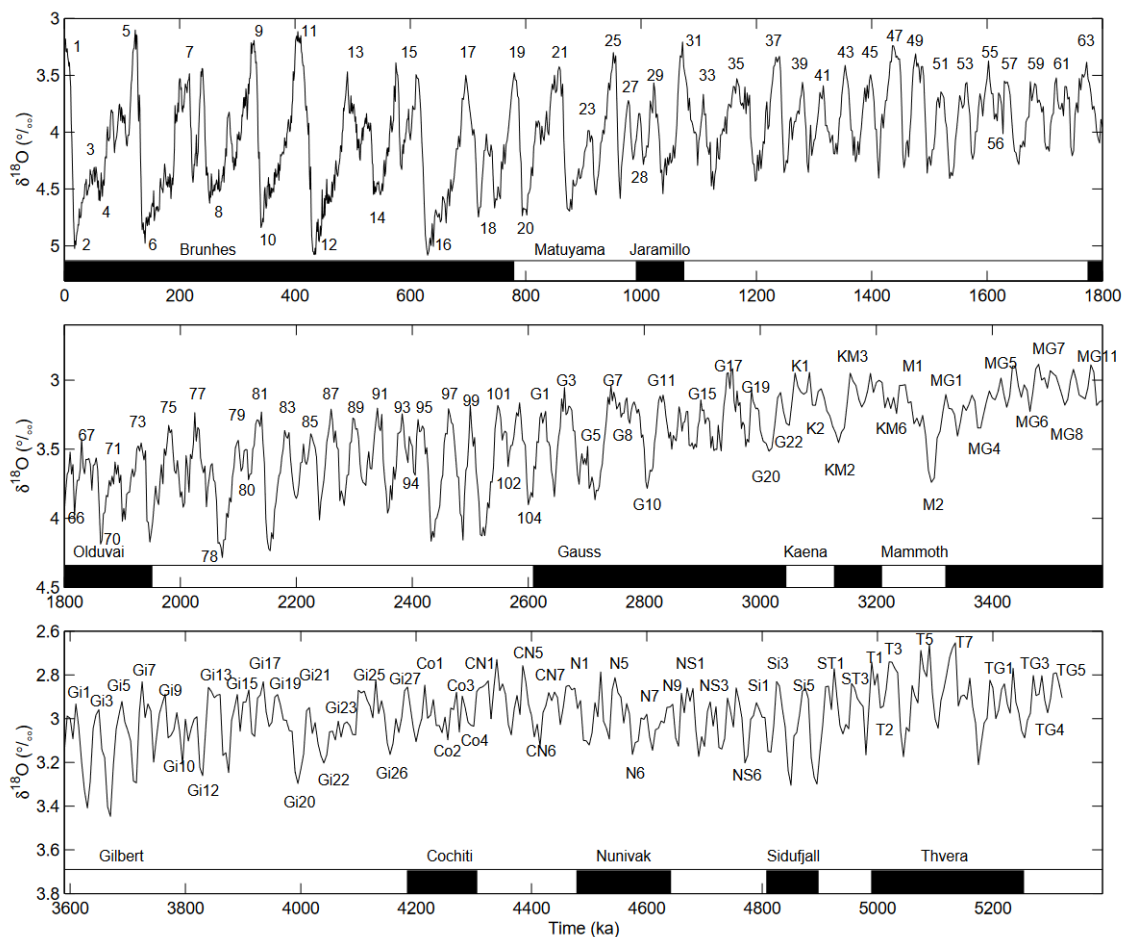 3
3.5
4
4.5
5
δ18O (o/oo)
1 5 7 9 11 13 15 17 19 21 25 31 35 37 43 45 47 49 55 63
3 23 27 29 33 39 41 51 53 57 59 61
2 4 6 8 10 12 14 16 18 20 28 56
Brunhes Matuyama Jaramillo
0 200 400 600 800 1000 1200 1400 1600 1800
3
3.5
4
4.5
δ18O (o/oo)
67 73 75 77 79 81 83 85 87 89 91 93 95 97 99 101 G1 G3 G7 G11 G15 G17 G19 K1 KM3 M1 MG1 MG5 MG7 MG11
71 G5 G8 G22 K2 KM6 MG4 MG6 MG8
66 70 78 80 94 102 104 G10 G20 KM2 M2
Olduvai Gauss Kaena Mammoth
1800 2000 2200 2400 2600 2800 3000 3200 3400
2.6
2.8
3.0
3.2
3.4
3.6
3.8
δ18O (o/oo)
Gi1 Gi3 Gi5 Gi7 Gi9 Gi13 Gi15 Gi17 Gi19 Gi21 Gi23 Gi25 Gi27 Co1 Co3 CN1 CN5 CN7 N1 N5 N7 N9 NS1 NS3 Si1 Si3 Si5 ST1 ST3 T1 T3 T5 T7 TG1 TG3 TG5
Gi10 Gi12 Gi20 Gi22 Gi26 Co2 Co4 CN6 N6 NS6 T2 TG4
Gilbert Cochiti Nunivak Sidufjall Thvera
3600 3800 4000 4200 4400 4600 4800 5000 5200
Time (ka)